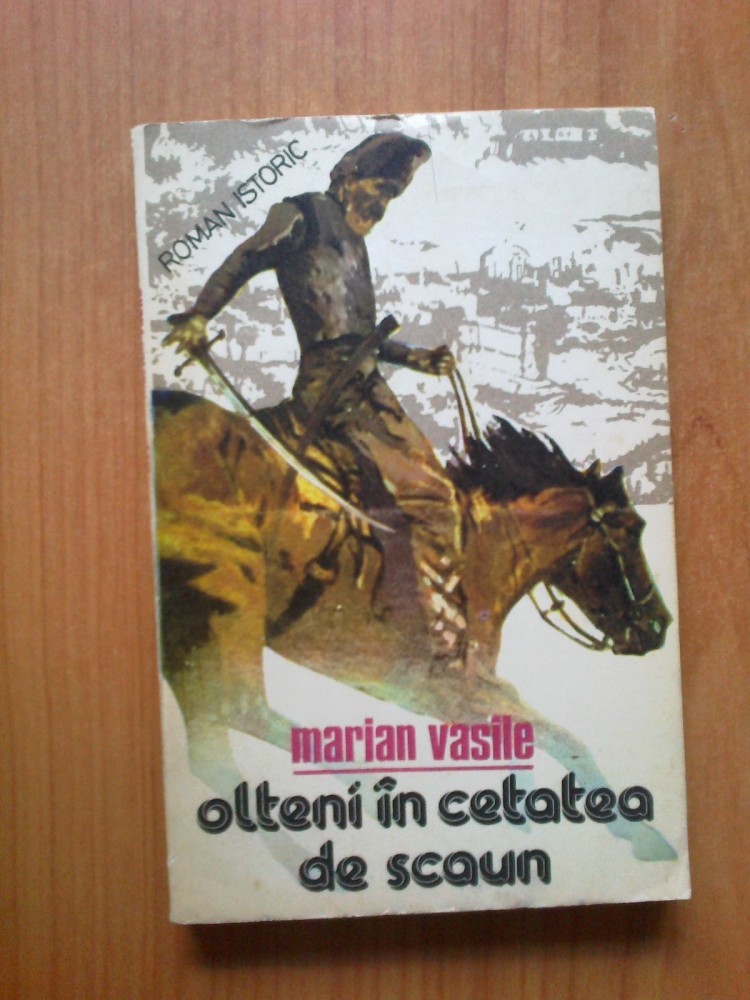 ROMAN ISTORIC
marian vasile
olteni în cetatea
de scaun